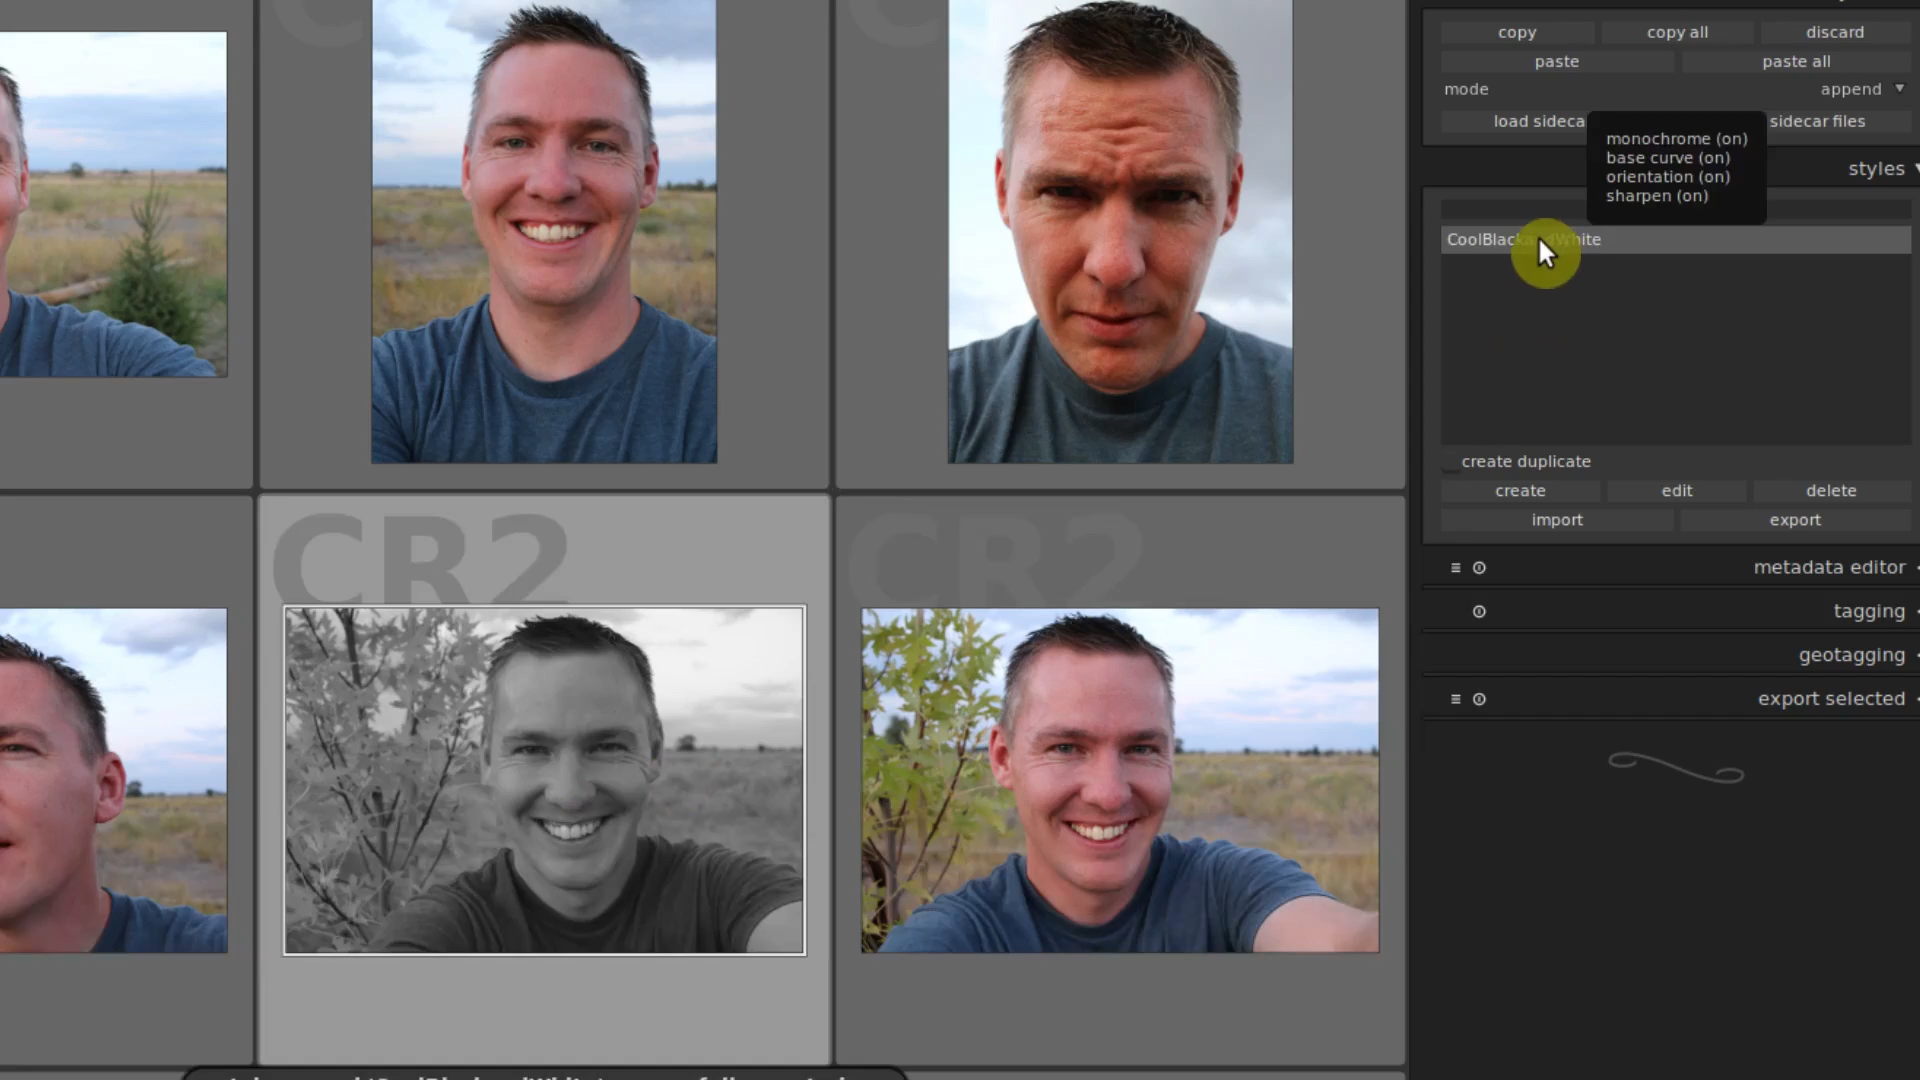 copy copy all discard
paste paste all
mode append
load sideca sidecar files
monochrome (on)
base curve (on)
orientation (on)
sharpen (on)
styles
CoolBlackandWhite
create duplicate
create edit delete
import export
metadata editor
tagging
geotagging
export selected
CR2 CR2